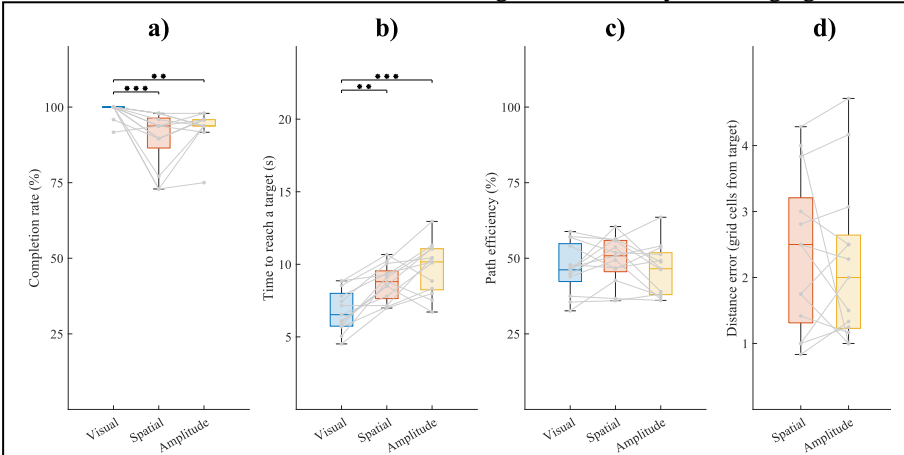 a)
Completion rate (%)
100
75
50
25
Visual
Spatial
Amplitude
** 
***
b)
Time to reach a target (s)
20
15
10
5
Visual
Spatial
Amplitude
***
**
c)
Path efficiency (%)
100
75
50
25
Visual
Spatial
Amplitude
d)
Distance error (grid cells from target)
4
3
2
1
Spatial
Amplitude